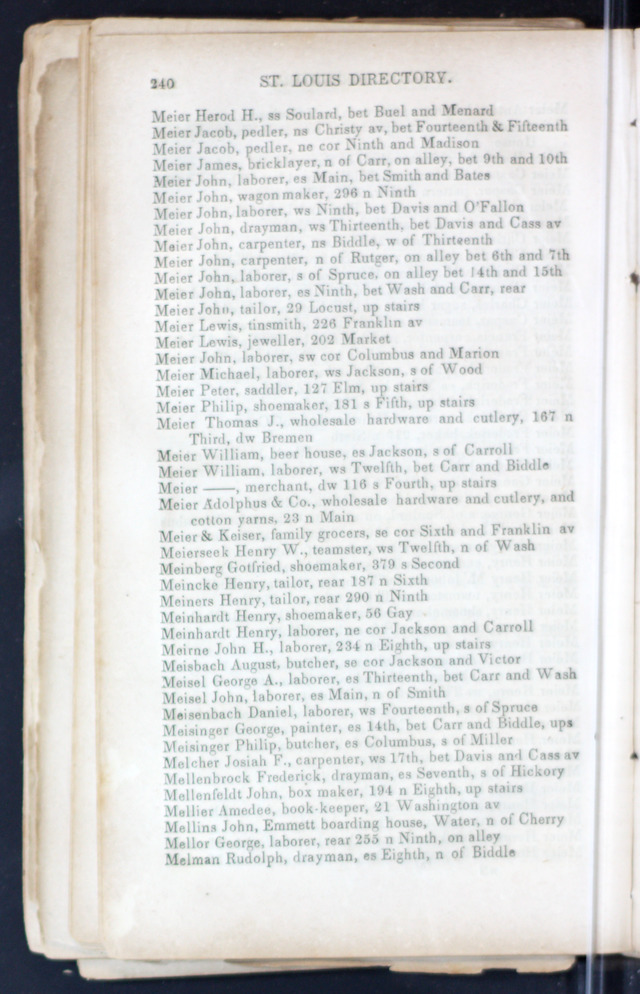 240 ST. LOUIS DIRECTORY.
Meier Herod H., ss Soulard, bet Buel and Menard
Meier Jacob, pedler, ns Christy av, bet Fourteenth & Fifteenth
Meier Jacob, pedler, ne cor Ninth and Madison
Meier James, bricklayer, n of Carr, on alley, bet 9th and 10th
Meier John, laborer, es Main, bet Smith and Bates
Meier John, wagon maker, 296 n Ninth
Meier John, laborer, ws Ninth, bet Davis and O'Fallon
Meier John, drayman, ws Thirteenth, bet Davis and Cass av
Meier John, carpenter, ns Biddle, w of Thirteenth
Meier John, carpenter, n of Rutger, on alley bet 6th and 7th
Meier John, laborer, s of Spruce, on alley bet 14th and 15th
Meier John, laborer, es Ninth, bet Wash and Carr, rear
Meier John, tailor, 29 Locust, up stairs
Meier Lewis, tinsmith, 226 Franklin av
Meier Lewis, jeweller, 202 Market
Meier John, laborer, sw cor Columbus and Marion
Meier Michael, laborer, ws Jackson, s of Wood
Meier Peter, saddler, 127 Elm, up stairs
Meier Philip, shoemaker, 181 s Fifth, up stairs
Meier Thomas J., wholesale hardware and cutlery, 167 n
Third, dw Bremen
Meier William, beer house, es Jackson, s of Carroll
Meier William, laborer, ws Twelfth, bet Carr and Biddle
Meier ——, merchant, dw 116 s Fourth, up stairs
Meier Adolphus & Co., wholesale hardware and cutlery, and
cotton yarns, 23 n Main
Meier & Keiser, family grocers, se cor Sixth and Franklin av
Meierseek Henry W., teamster, ws Twelfth, n of Wash
Meinberg Gotfried, shoemaker, 379 s Second
Meincke Henry, tailor, rear 187 n Sixth
Meiners Henry, tailor, rear 290 n Ninth
Meinhardt Henry, shoemaker, 56 Gay
Meinhardt Henry, laborer, ne cor Jackson and Carroll
Meirne John H., laborer, 234 n Eighth, up stairs
Meisbach August, butcher, se cor Jackson and Victor
Meisel George A., laborer, es Thirteenth, bet Carr and Wash
Meisel John, laborer, es Main, n of Smith
Meisenbach Daniel, laborer, ws Fourteenth, s of Spruce
Meisinger George, painter, es 14th, bet Carr and Biddle, ups
Meisinger Philip, butcher, es Columbus, s of Miller
Melcher Josiah F., carpenter, ws 17th, bet Davis and Cass av
Mellenbrock Frederick, drayman, es Seventh, s of Hickory
Mellenfeldt John, box maker, 194 n Eighth, up stairs
Mellier Amedee, book-keeper, 21 Washington av
Mellins John, Emmett boarding house, Water, n of Cherry
Mellor George, laborer, rear 255 n Ninth, on alley
Melman Rudolph, drayman, es Eighth, n of Biddle